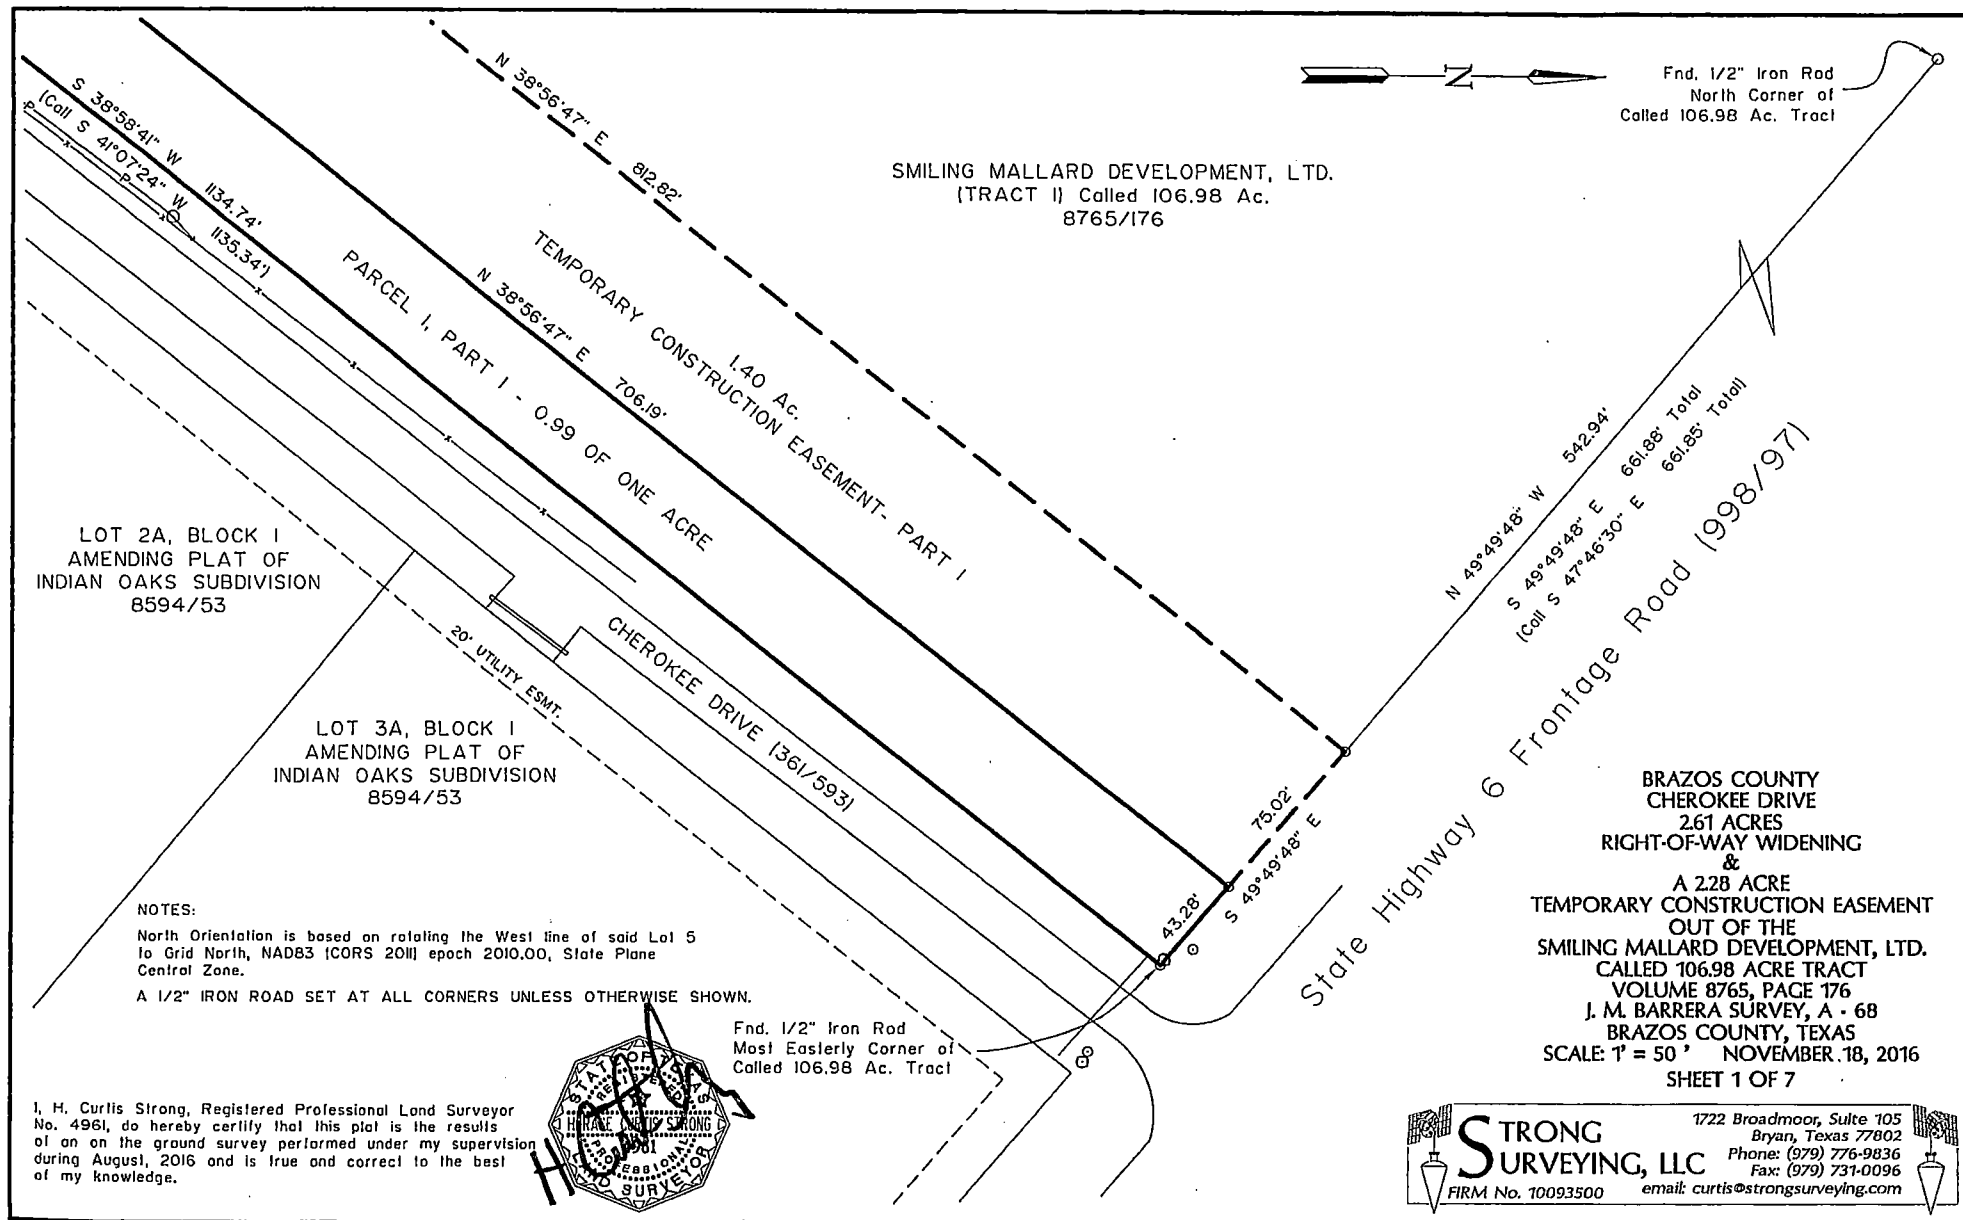 N
Fnd. 1/2" Iron Rod
North Corner of
Called 106.98 Ac. Tract
SMILING MALLARD DEVELOPMENT, LTD.
(TRACT 1) Called 106.98 Ac.
8765/176
N 38°56'47" E 812.82'
S 38°58'41" W 1134.74'
(Call S 41°07'24" W 1135.34')
P
P
PARCEL 1, PART 1 - 0.99 OF ONE ACRE
N 38°56'47" E 706.19'
1.40 Ac.
TEMPORARY CONSTRUCTION EASEMENT- PART 1
N 49°49'48" W 542.94'
S 49°49'48" E 661.88' Total
(Call S 47°46'30" E 661.85' Total)
State Highway 6 Frontage Road (998/97)
LOT 2A, BLOCK 1
AMENDING PLAT OF
INDIAN OAKS SUBDIVISION
8594/53
20' UTILITY ESMT.
CHEROKEE DRIVE (361/593)
LOT 3A, BLOCK 1
AMENDING PLAT OF
INDIAN OAKS SUBDIVISION
8594/53
75.02'
S 49°49'48" E
43.28'
NOTES:
North Orientation is based on rotating the West line of said Lot 5
to Grid North, NAD83 (CORS 2011) epoch 2010.00, State Plane
Central Zone.
A 1/2" IRON ROAD SET AT ALL CORNERS UNLESS OTHERWISE SHOWN.
Fnd. 1/2" Iron Rod
Most Easterly Corner of
Called 106.98 Ac. Tract
I, H. Curtis Strong, Registered Professional Land Surveyor
No. 4961, do hereby certify that this plat is the results
of an on the ground survey performed under my supervision
during August, 2016 and is true and correct to the best
of my knowledge.
STATE OF TEXAS
REGISTERED
HORACE CURTIS STRONG
4961
PROFESSIONAL
LAND SURVEYOR
BRAZOS COUNTY
CHEROKEE DRIVE
2.61 ACRES
RIGHT-OF-WAY WIDENING
&
A 2.28 ACRE
TEMPORARY CONSTRUCTION EASEMENT
OUT OF THE
SMILING MALLARD DEVELOPMENT, LTD.
CALLED 106.98 ACRE TRACT
VOLUME 8765, PAGE 176
J. M. BARRERA SURVEY, A - 68
BRAZOS COUNTY, TEXAS
SCALE: 1" = 50 ' NOVEMBER 18, 2016
SHEET 1 OF 7
STRONG
SURVEYING, LLC
FIRM No. 10093500
1722 Broadmoor, Suite 105
Bryan, Texas 77802
Phone: (979) 776-9836
Fax: (979) 731-0096
email: curtis@strongsurveying.com